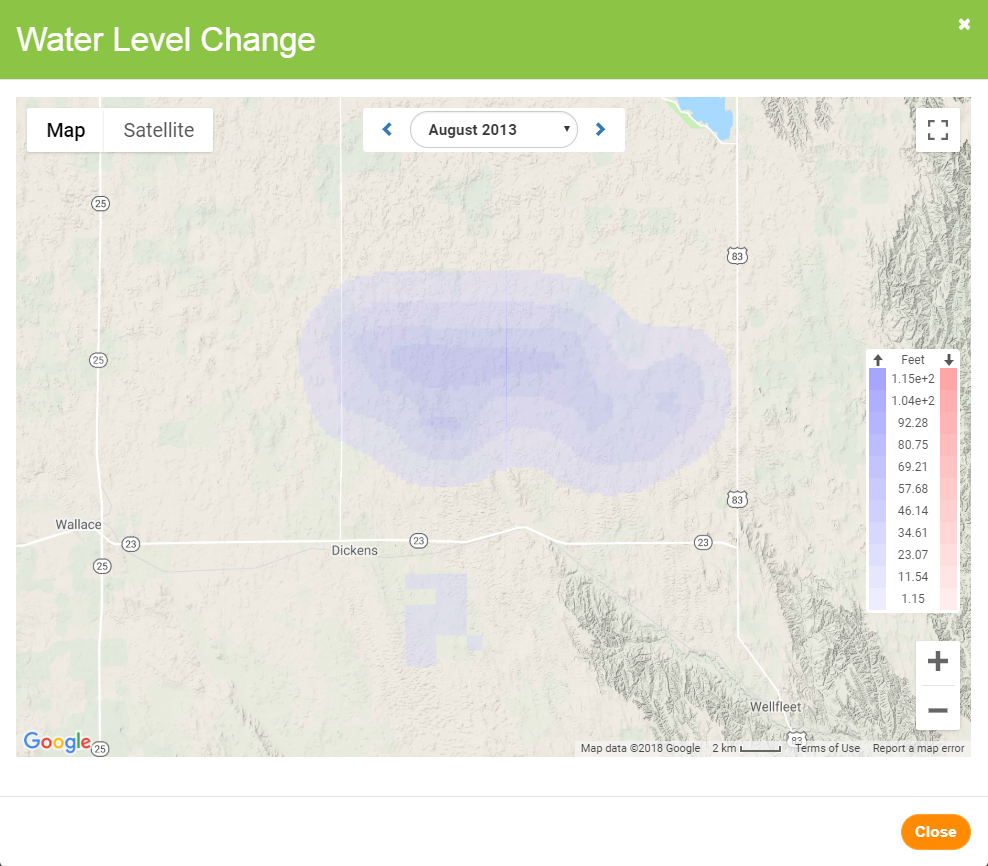 Water Level Change
×
Map
Satellite
August 2013
25
83
25
Feet
1.15e+2
1.04e+2
92.28
80.75
69.21
57.68
46.14
34.61
23.07
11.54
1.15
83
Wallace
23
Dickens
23
23
25
Wellfleet
Google
25
83
Map data ©2018 Google
2 km
Terms of Use
Report a map error
Close